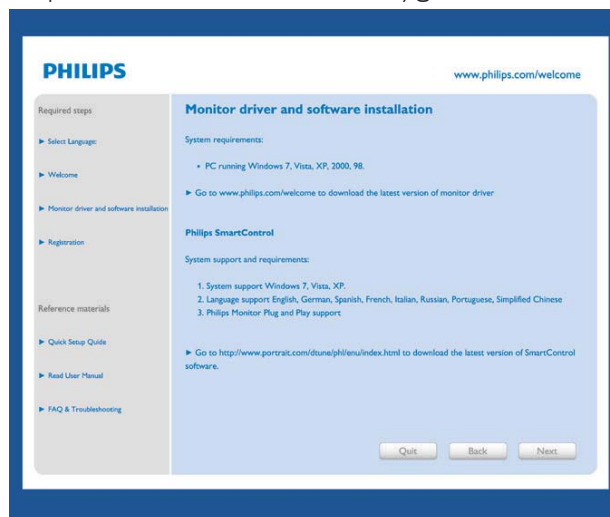 PHILIPS
www.philips.com/welcome
Required steps
► Select Language:
► Welcome
► Monitor driver and software installation
► Registration
Reference materials
► Quick Setup Quide
► Read User Manual
► FAQ & Troubleshooting
Monitor driver and software installation
System requirements:
• PC running Windows 7, Vista, XP, 2000, 98.
► Go to www.philips.com/welcome to download the latest version of monitor driver
Philips SmartControl
System support and requirements:
1. System support Windows 7, Vista, XP.
2. Language support English, German, Spanish, French, Italian, Russian, Portuguese, Simplified Chinese
3. Philips Monitor Plug and Play support
► Go to http://www.portrait.com/dtune/phl/enu/index.html to download the latest version of SmartControl
software.
Quit
Back
Next